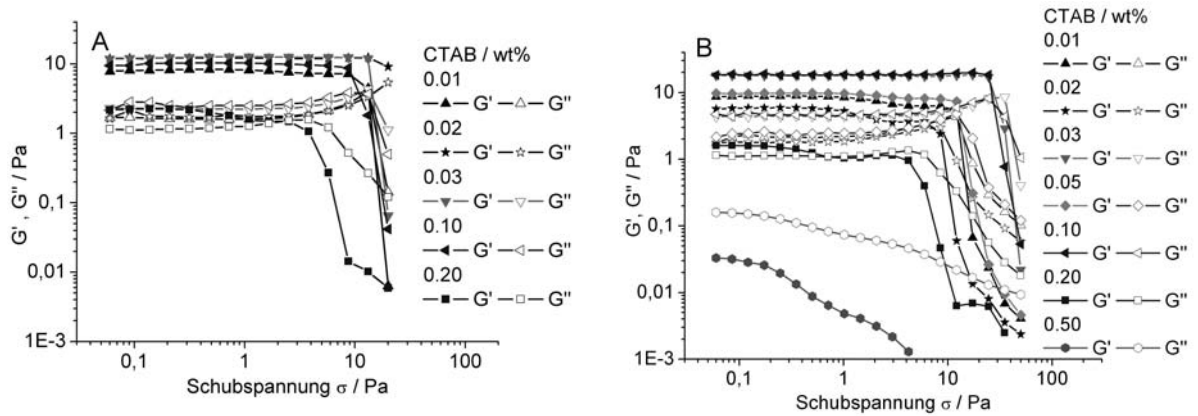 A
CTAB / wt%
0.01
G' G"
0.02
G' G"
0.03
G' G"
0.10
G' G"
0.20
G' G"
10
1
0,1
0,01
1E-3
G' , G" / Pa
0,1 1 10 100
Schubspannung σ / Pa
B
CTAB / wt%
0.01
G' G"
0.02
G' G"
0.03
G' G"
0.05
G' G"
0.10
G' G"
0.20
G' G"
0.50
G' G"
10
1
0,1
0,01
1E-3
G' , G" / Pa
0,1 1 10 100
Schubspannung σ / Pa